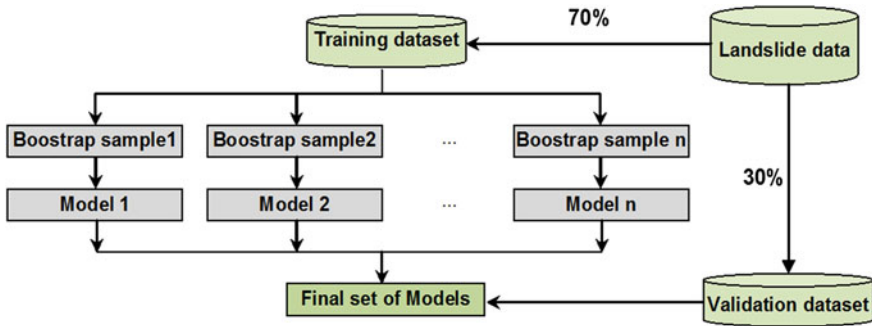 70%
Training dataset
Landslide data
Boostrap sample1
Boostrap sample2
...
Boostrap sample n
30%
Model 1
Model 2
...
Model n
Final set of Models
Validation dataset